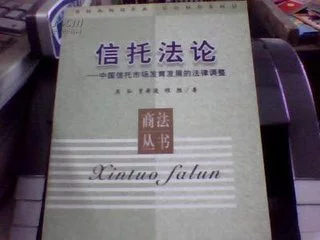 信托法论
——中国信托市场发育发展的法律调整
著
商法
丛书
Xintuo falun